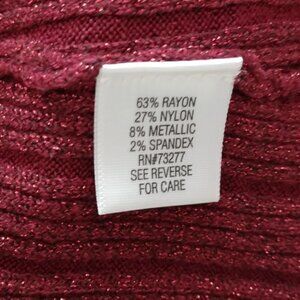 63% RAYON
27% NYLON
8% METALLIC
2% SPANDEX
RN#73277
SEE REVERSE
FOR CARE